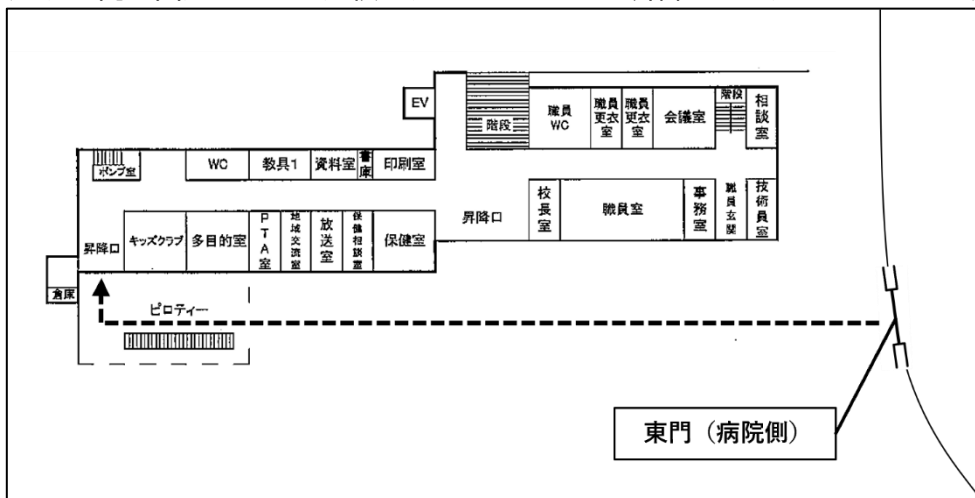 EV
階段
職員WC
職員更衣室
職員更衣室
会議室
階段
相談室
ポンプ室
WC
教具1
資料室
書庫
印刷室
昇降口
キッズクラブ
多目的室
PTA室
地域交流室
放送室
保健相談室
保健室
昇降口
校長室
職員室
事務室
職員玄関
技術員室
倉庫
ピロティー
東門（病院側）